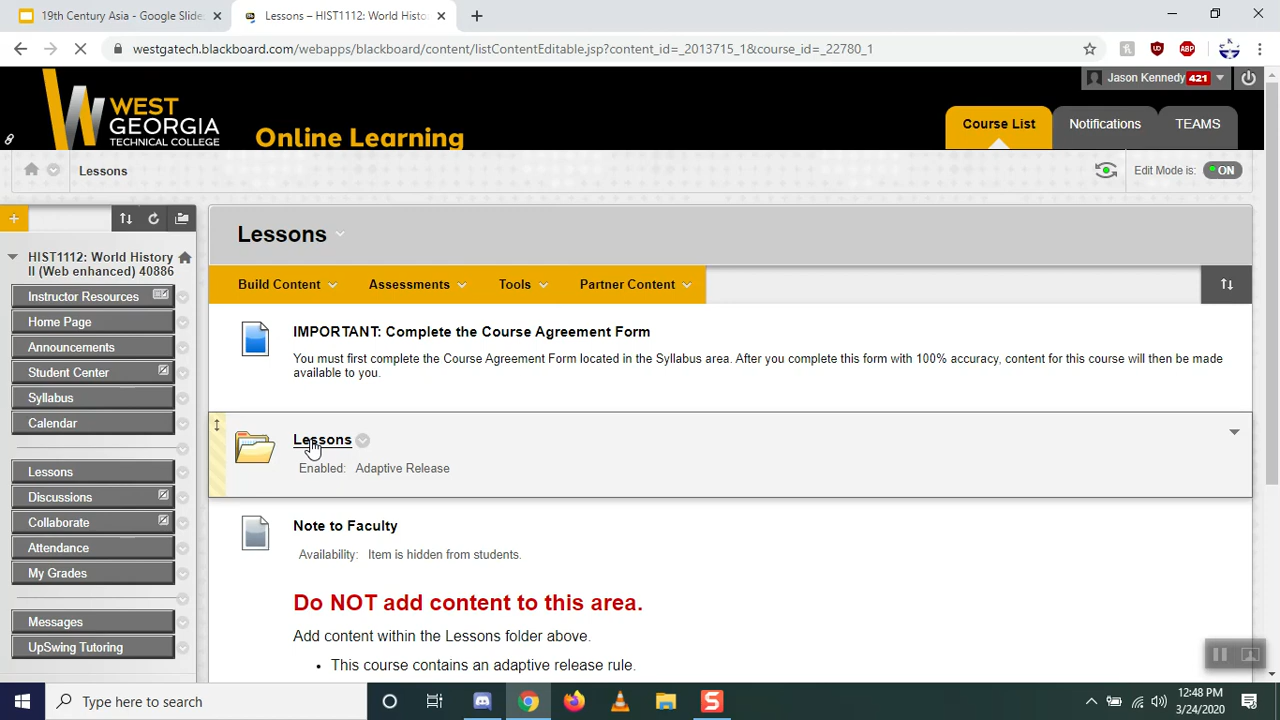 19th Century Asia - Google Slide
Lessons – HIST1112: World Histo
westgatech.blackboard.com/webapps/blackboard/content/listContentEditable.jsp?content_id=_2013715_1&course_id=_22780_1
WEST
GEORGIA
TECHNICAL COLLEGE
Online Learning
Jason Kennedy 421
Course List
Notifications
TEAMS
Lessons
Edit Mode is: ON
HIST1112: World History
II (Web enhanced) 40886
Instructor Resources
Home Page
Announcements
Student Center
Syllabus
Calendar
Lessons
Discussions
Collaborate
Attendance
My Grades
Messages
UpSwing Tutoring
Lessons
Build Content
Assessments
Tools
Partner Content
IMPORTANT: Complete the Course Agreement Form
You must first complete the Course Agreement Form located in the Syllabus area. After you complete this form with 100% accuracy, content for this course will then be made
available to you.
Lessons
Enabled: Adaptive Release
Note to Faculty
Availability: Item is hidden from students.
Do NOT add content to this area.
Add content within the Lessons folder above.
• This course contains an adaptive release rule.
Type here to search
12:48 PM
3/24/2020